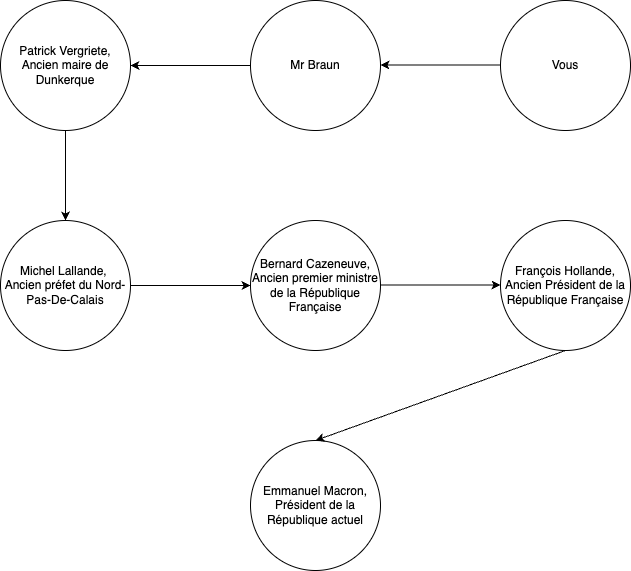 Patrick Vergriete,
Ancien maire de
Dunkerque
Mr Braun
Vous
Michel Lallande,
Ancien préfet du Nord-
Pas-De-Calais
Bernard Cazeneuve,
Ancien premier ministre
de la République
Française
François Hollande,
Ancien Président de la
République Française
Emmanuel Macron,
Président de la
République actuel